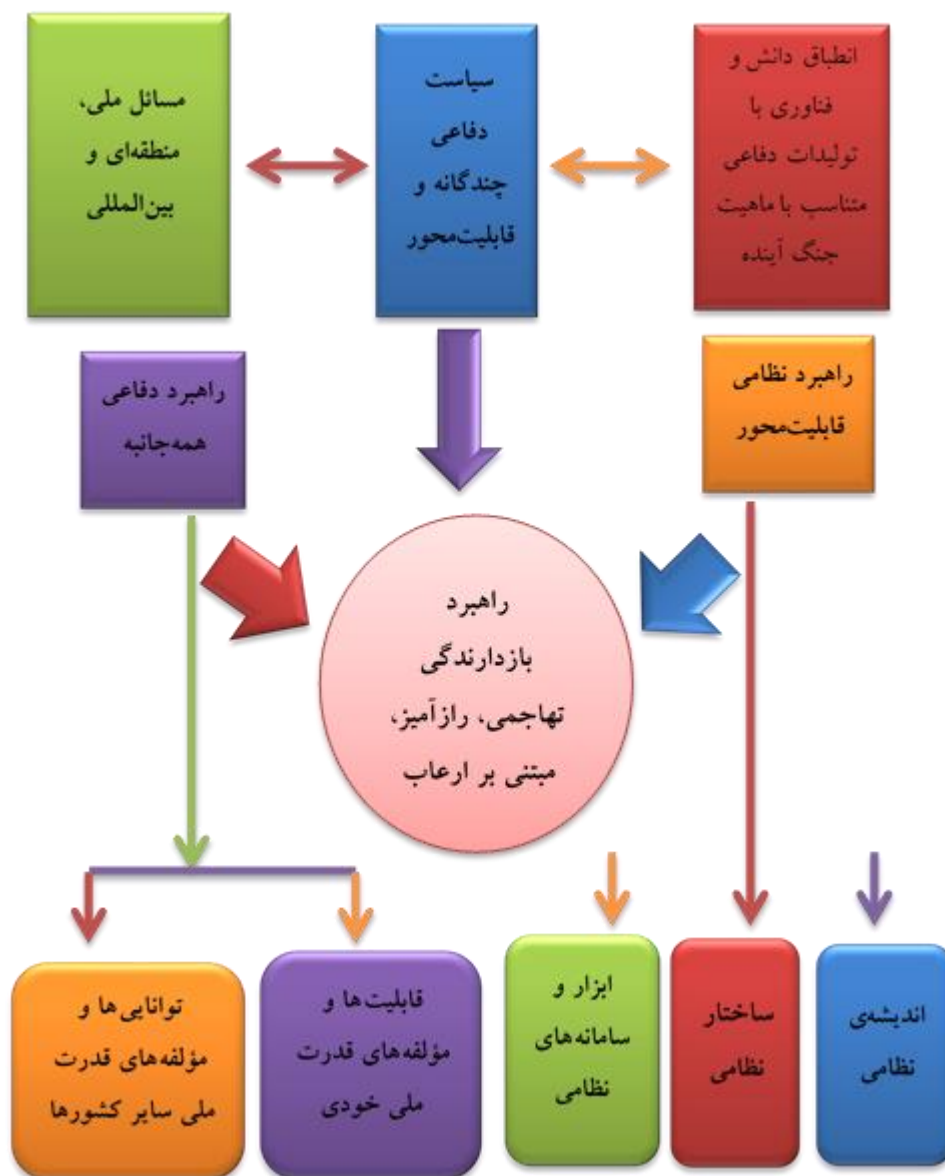 انطباق دانش و
فناوری با
تولیدات دفاعی
متناسب با ماهیت
جنگ آینده
سیاست
دفاعی
چندگانه و
قابلیت‌محور
مسائل ملی،
منطقه‌ای و
بین‌المللی
راهبرد نظامی
قابلیت‌محور
راهبرد دفاعی
همه‌جانبه
راهبرد
بازدارندگی
تهاجمی، رازآمیز،
مبتنی بر ارعاب
اندیشه‌ی
نظامی
ساختار
نظامی
ابزار و
سامانه‌های
نظامی
قابلیت‌ها و
مؤلفه‌های قدرت
ملی خودی
توانایی‌ها و
مؤلفه‌های قدرت
ملی سایر کشورها